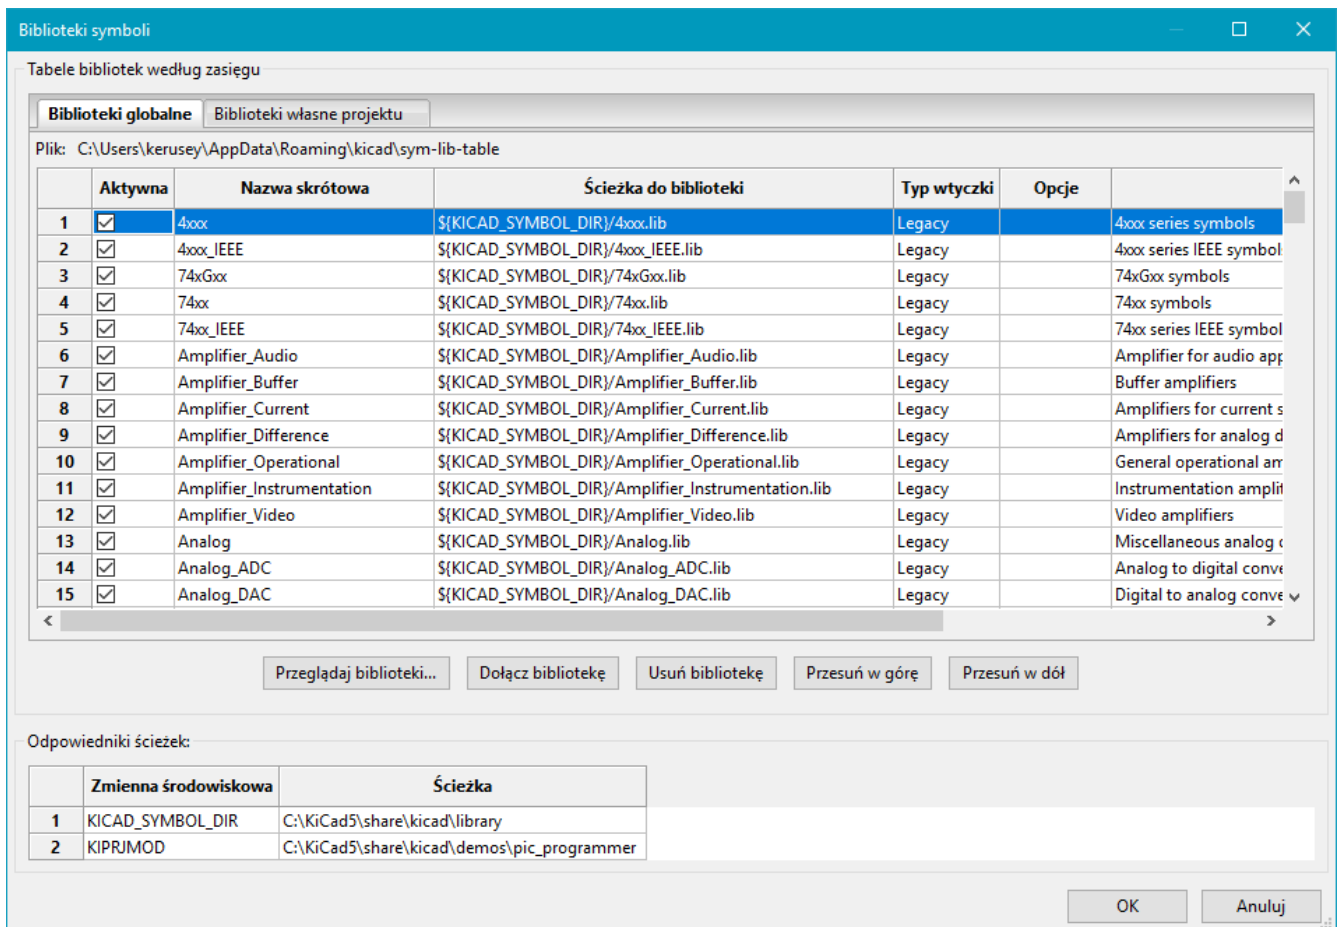 Biblioteki symboli
Tabele bibliotek według zasięgu
Biblioteki globalne Biblioteki własne projektu
Plik: C:\Users\kerusey\AppData\Roaming\kicad\sym-lib-table
Aktywna Nazwa skrótowa Ścieżka do biblioteki Typ wtyczki Opcje
1 4xxx ${KICAD_SYMBOL_DIR}/4xxx.lib Legacy 4xxx series symbols
2 4xxx_IEEE ${KICAD_SYMBOL_DIR}/4xxx_IEEE.lib Legacy 4xxx series IEEE symbol
3 74xGxx ${KICAD_SYMBOL_DIR}/74xGxx.lib Legacy 74xGxx symbols
4 74xx ${KICAD_SYMBOL_DIR}/74xx.lib Legacy 74xx symbols
5 74xx_IEEE ${KICAD_SYMBOL_DIR}/74xx_IEEE.lib Legacy 74xx series IEEE symbol
6 Amplifier_Audio ${KICAD_SYMBOL_DIR}/Amplifier_Audio.lib Legacy Amplifier for audio app
7 Amplifier_Buffer ${KICAD_SYMBOL_DIR}/Amplifier_Buffer.lib Legacy Buffer amplifiers
8 Amplifier_Current ${KICAD_SYMBOL_DIR}/Amplifier_Current.lib Legacy Amplifiers for current s
9 Amplifier_Difference ${KICAD_SYMBOL_DIR}/Amplifier_Difference.lib Legacy Amplifiers for analog d
10 Amplifier_Operational ${KICAD_SYMBOL_DIR}/Amplifier_Operational.lib Legacy General operational am
11 Amplifier_Instrumentation ${KICAD_SYMBOL_DIR}/Amplifier_Instrumentation.lib Legacy Instrumentation amplif
12 Amplifier_Video ${KICAD_SYMBOL_DIR}/Amplifier_Video.lib Legacy Video amplifiers
13 Analog ${KICAD_SYMBOL_DIR}/Analog.lib Legacy Miscellaneous analog
14 Analog_ADC ${KICAD_SYMBOL_DIR}/Analog_ADC.lib Legacy Analog to digital conve
15 Analog_DAC ${KICAD_SYMBOL_DIR}/Analog_DAC.lib Legacy Digital to analog conve
Przeglądaj biblioteki... Dołącz bibliotekę Usuń bibliotekę Przesuń w górę Przesuń w dół
Odpowiedniki ścieżek:
Zmienna środowiskowa Ścieżka
1 KICAD_SYMBOL_DIR C:\KiCad5\share\kicad\library
2 KIPRJMOD C:\KiCad5\share\kicad\demos\pic_programmer
OK Anuluj